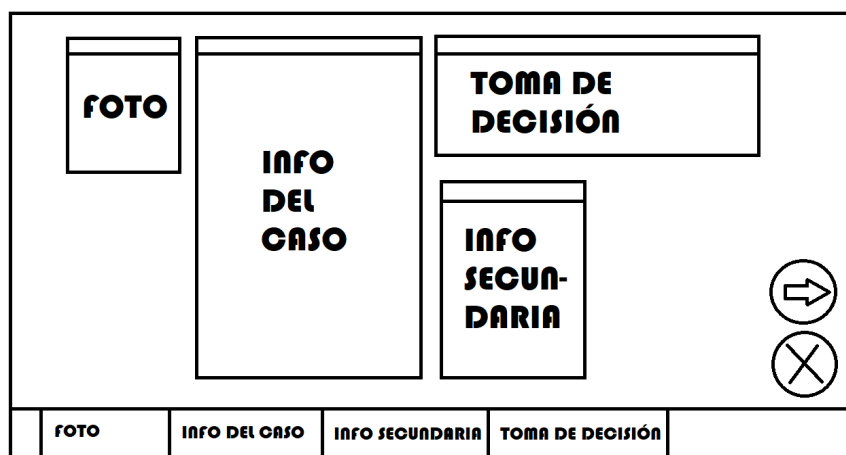 FOTO
INFO
DEL
CASO
TOMA DE
DECISIÓN
INFO
SECUN-
DARIA
FOTO
INFO DEL CASO
INFO SECUNDARIA
TOMA DE DECISIÓN